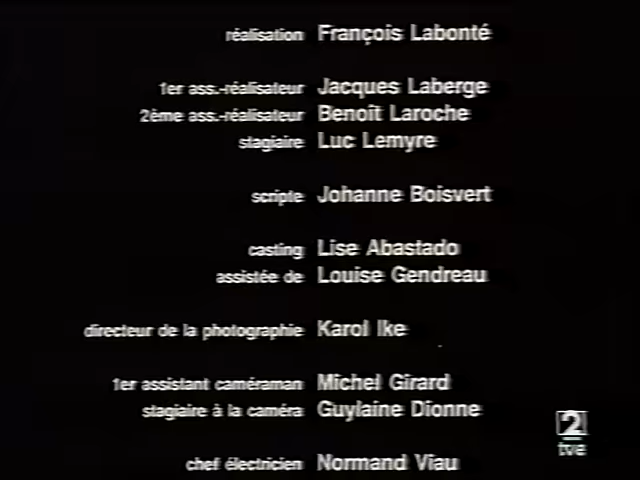 réalisation François Labonté
1er ass.-réalisateur Jacques Laberge
2ème ass.-réalisateur Benoît Laroche
stagiaire Luc Lemyre
scripte Johanne Boisvert
casting Lise Abastado
assistée de Louise Gendreau
directeur de la photographie Karol Ike
1er assistant caméraman Michel Girard
stagiaire à la caméra Guylaine Dionne
chef électricien Normand Viau
2
tve